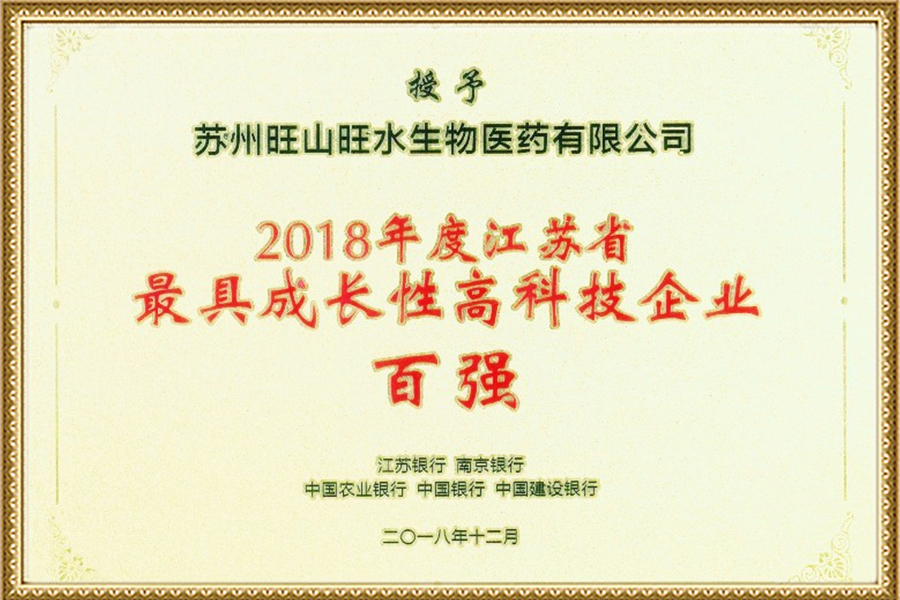 授予
苏州旺山旺水生物医药有限公司
2018年度江苏省
最具成长性高科技企业
百强
江苏银行 南京银行
中国农业银行 中国银行 中国建设银行
二〇一八年十二月